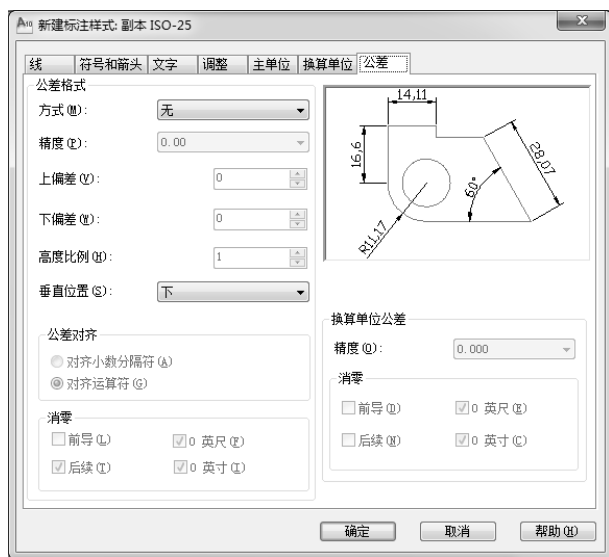 新建标注样式: 副本 ISO-25
线 符号和箭头 文字 调整 主单位 换算单位 公差
公差格式
方式(M): 无
精度(P): 0.00
上偏差(V): 0
下偏差(W): 0
高度比例(H): 1
垂直位置(S): 下
公差对齐
对齐小数分隔符(A)
对齐运算符(G)
消零
前导(L) 0 英尺(F)
后续(T) 0 英寸(I)
14,11
16,6
28,07
60°
R11,17
换算单位公差
精度(O): 0.000
消零
前导(D) 0 英尺(E)
后续(N) 0 英寸(C)
确定 取消 帮助(H)